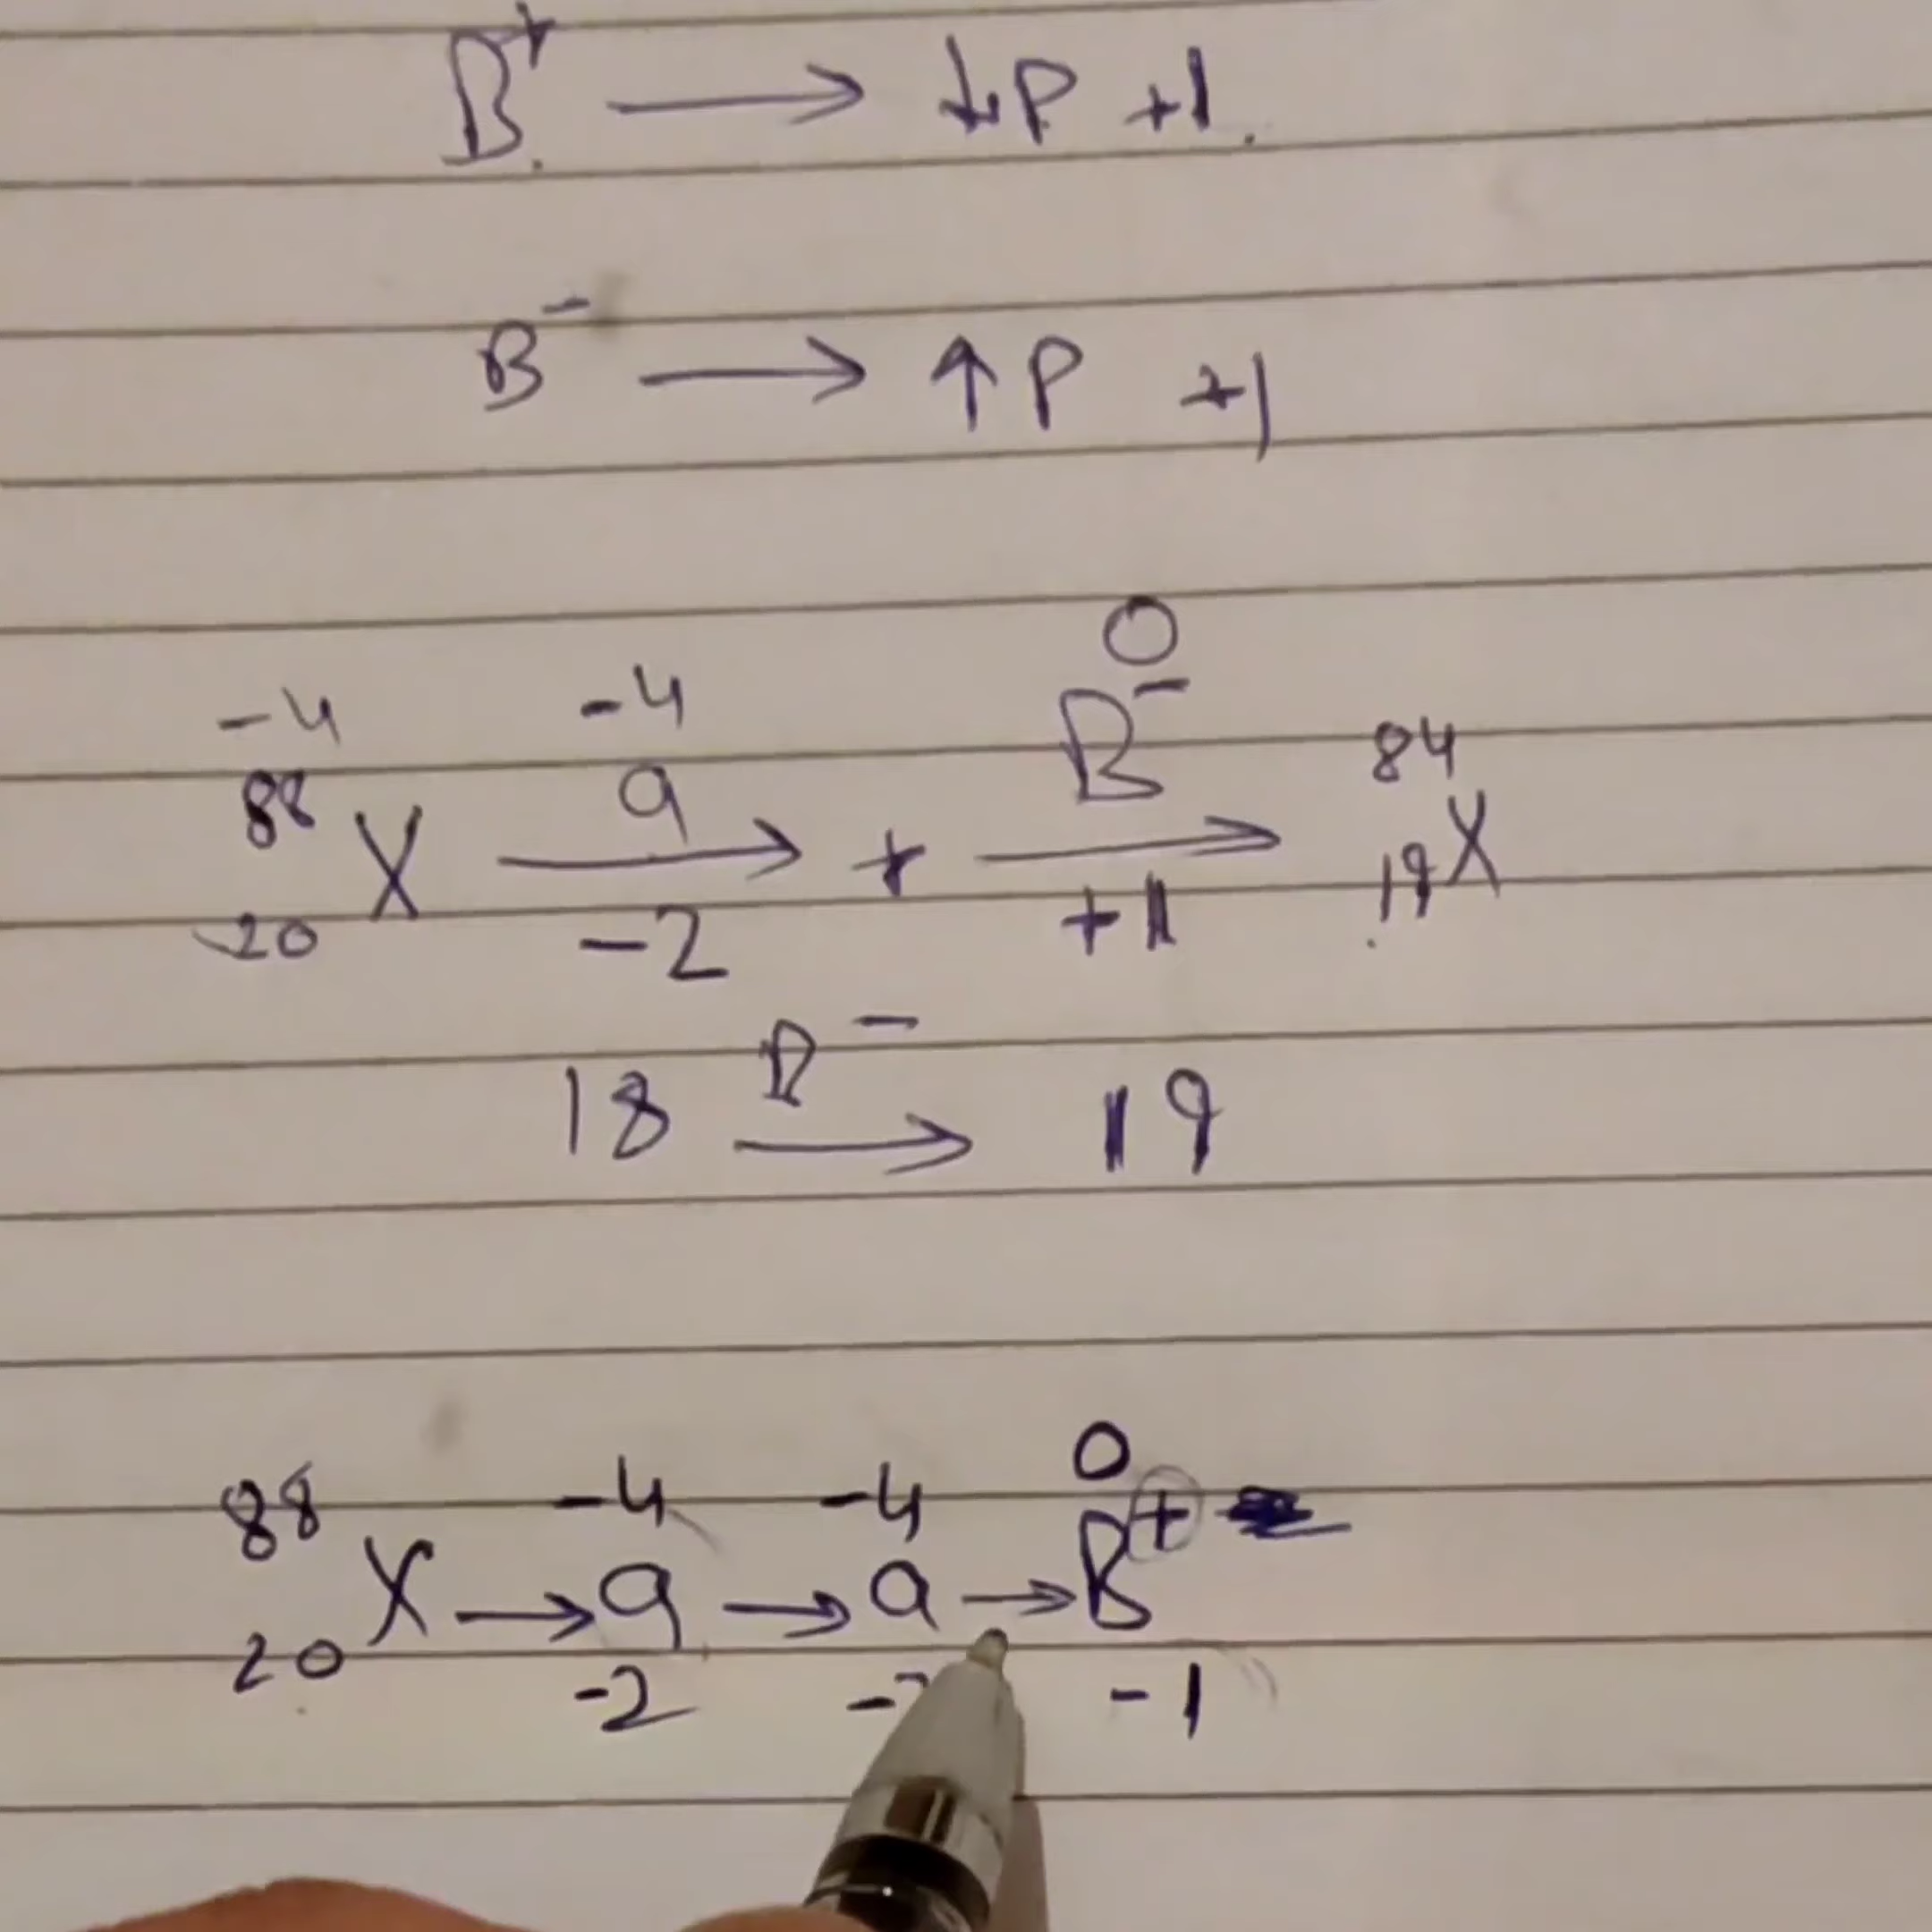 B⁺ → ↓P +1
B⁻ → ↑P +1
-4 -4 0
88 a B⁻ 84
X → + → X
20 -2 +1 19
18 B⁻ → 19
88 -4 -4 0
X → a → a → B⁺
20 -2 - -1